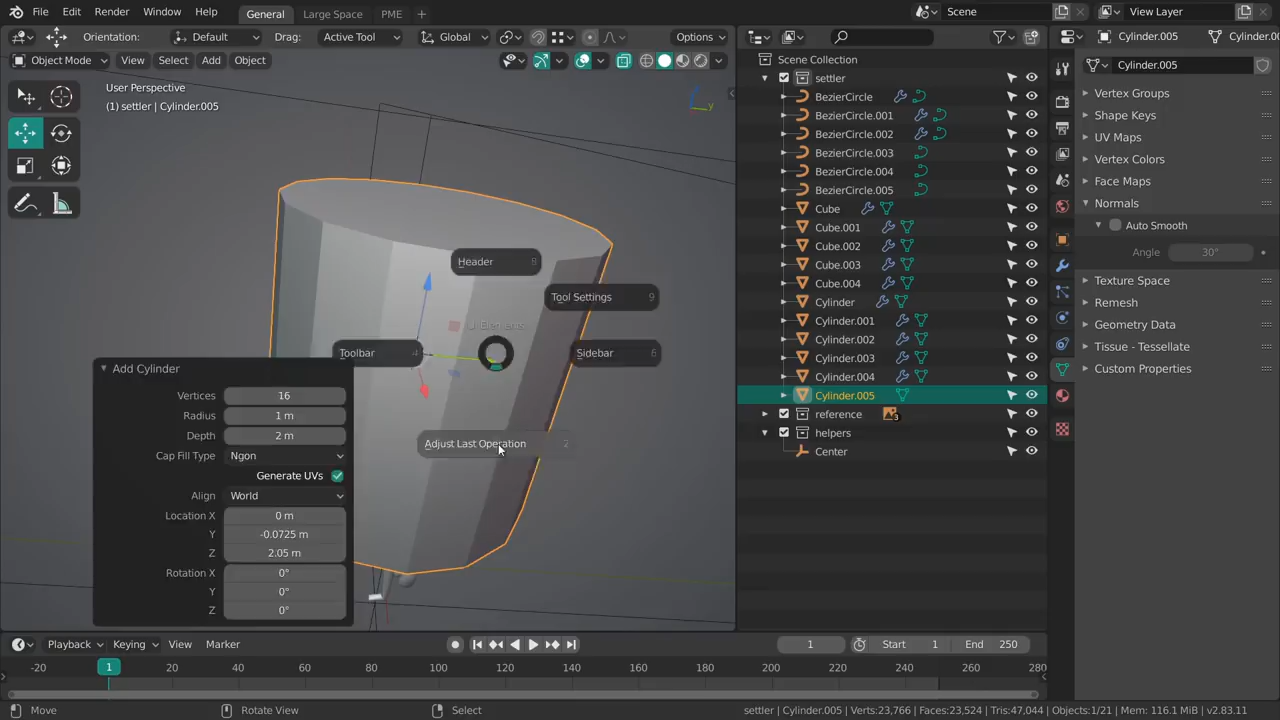 File Edit Render Window Help General Large Space PME Scene View Layer
Orientation: Default Drag: Active Tool Global Options
Object Mode View Select Add Object
User Perspective
(1) settler | Cylinder.005
y
Header 8
Tool Settings 9
UI Elements
Toolbar 4
Sidebar 6
Adjust Last Operation 2
Add Cylinder
Vertices 16
Radius 1 m
Depth 2 m
Cap Fill Type Ngon
Generate UVs
Align World
Location X 0 m
Y -0.0725 m
Z 2.05 m
Rotation X 0°
Y 0°
Z 0°
Scene Collection
settler
BezierCircle
BezierCircle.001
BezierCircle.002
BezierCircle.003
BezierCircle.004
BezierCircle.005
Cube
Cube.001
Cube.002
Cube.003
Cube.004
Cylinder
Cylinder.001
Cylinder.002
Cylinder.003
Cylinder.004
Cylinder.005
reference 3
helpers
Center
Cylinder.005 Cylinder.00
Cylinder.005
Vertex Groups
Shape Keys
UV Maps
Vertex Colors
Face Maps
Normals
Auto Smooth
Angle 30°
Texture Space
Remesh
Geometry Data
Tissue - Tessellate
Custom Properties
Playback Keying View Marker 1 Start 1 End 250
-20 1 20 40 60 80 100 120 140 160 180 200 220 240 260 280
Move Rotate View Select settler | Cylinder.005 | Verts:23,766 | Faces:23,524 | Tris:47,044 | Objects:1/21 | Mem: 116.1 MiB | v2.83.11